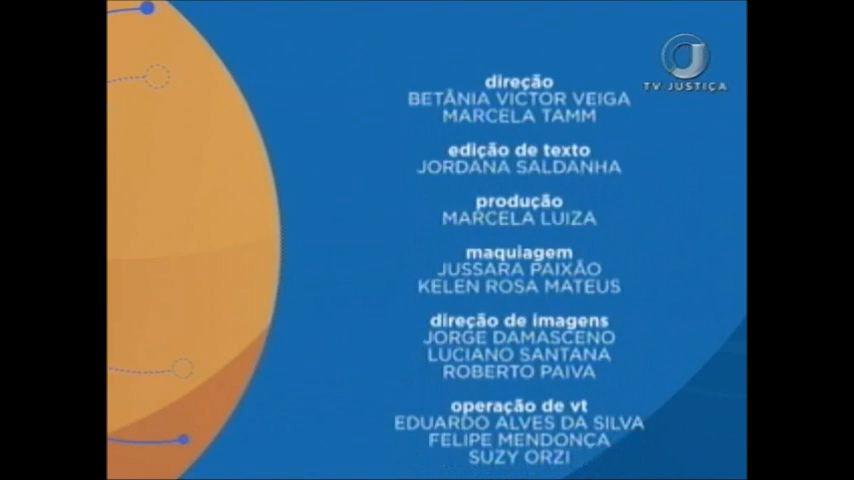 TV JUSTIÇA
direção
BETÂNIA VICTOR VEIGA
MARCELA TAMM
edição de texto
JORDANA SALDANHA
produção
MARCELA LUIZA
maquiagem
JUSSARA PAIXÃO
KELEN ROSA MATEUS
direção de imagens
JORGE DAMASCENO
LUCIANO SANTANA
ROBERTO PAIVA
operação de vt
EDUARDO ALVES DA SILVA
FELIPE MENDONÇA
SUZY ORZI